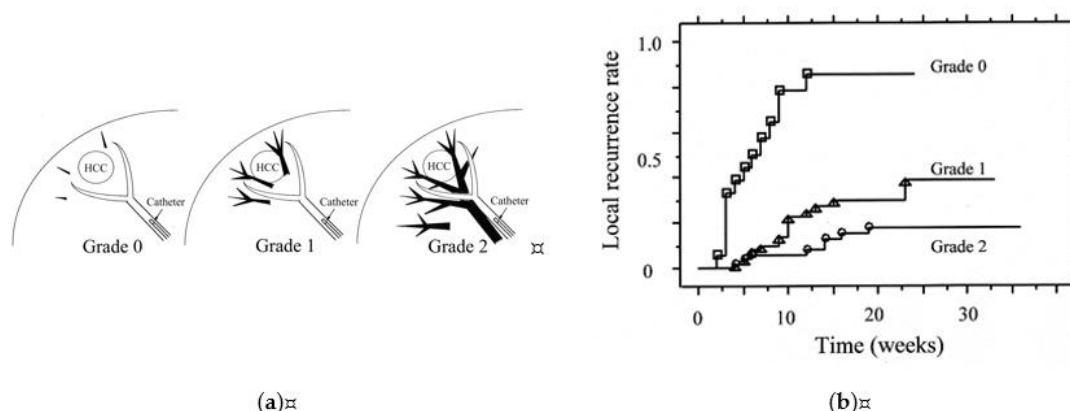 HCC
Catheter
Grade 0
HCC
Catheter
Grade 1
HCC
Catheter
Grade 2
¤
(a)¤
Local recurrence rate
1.0
0.5
0
Grade 0
Grade 1
Grade 2
0 10 20 30
Time (weeks)
(b)¤